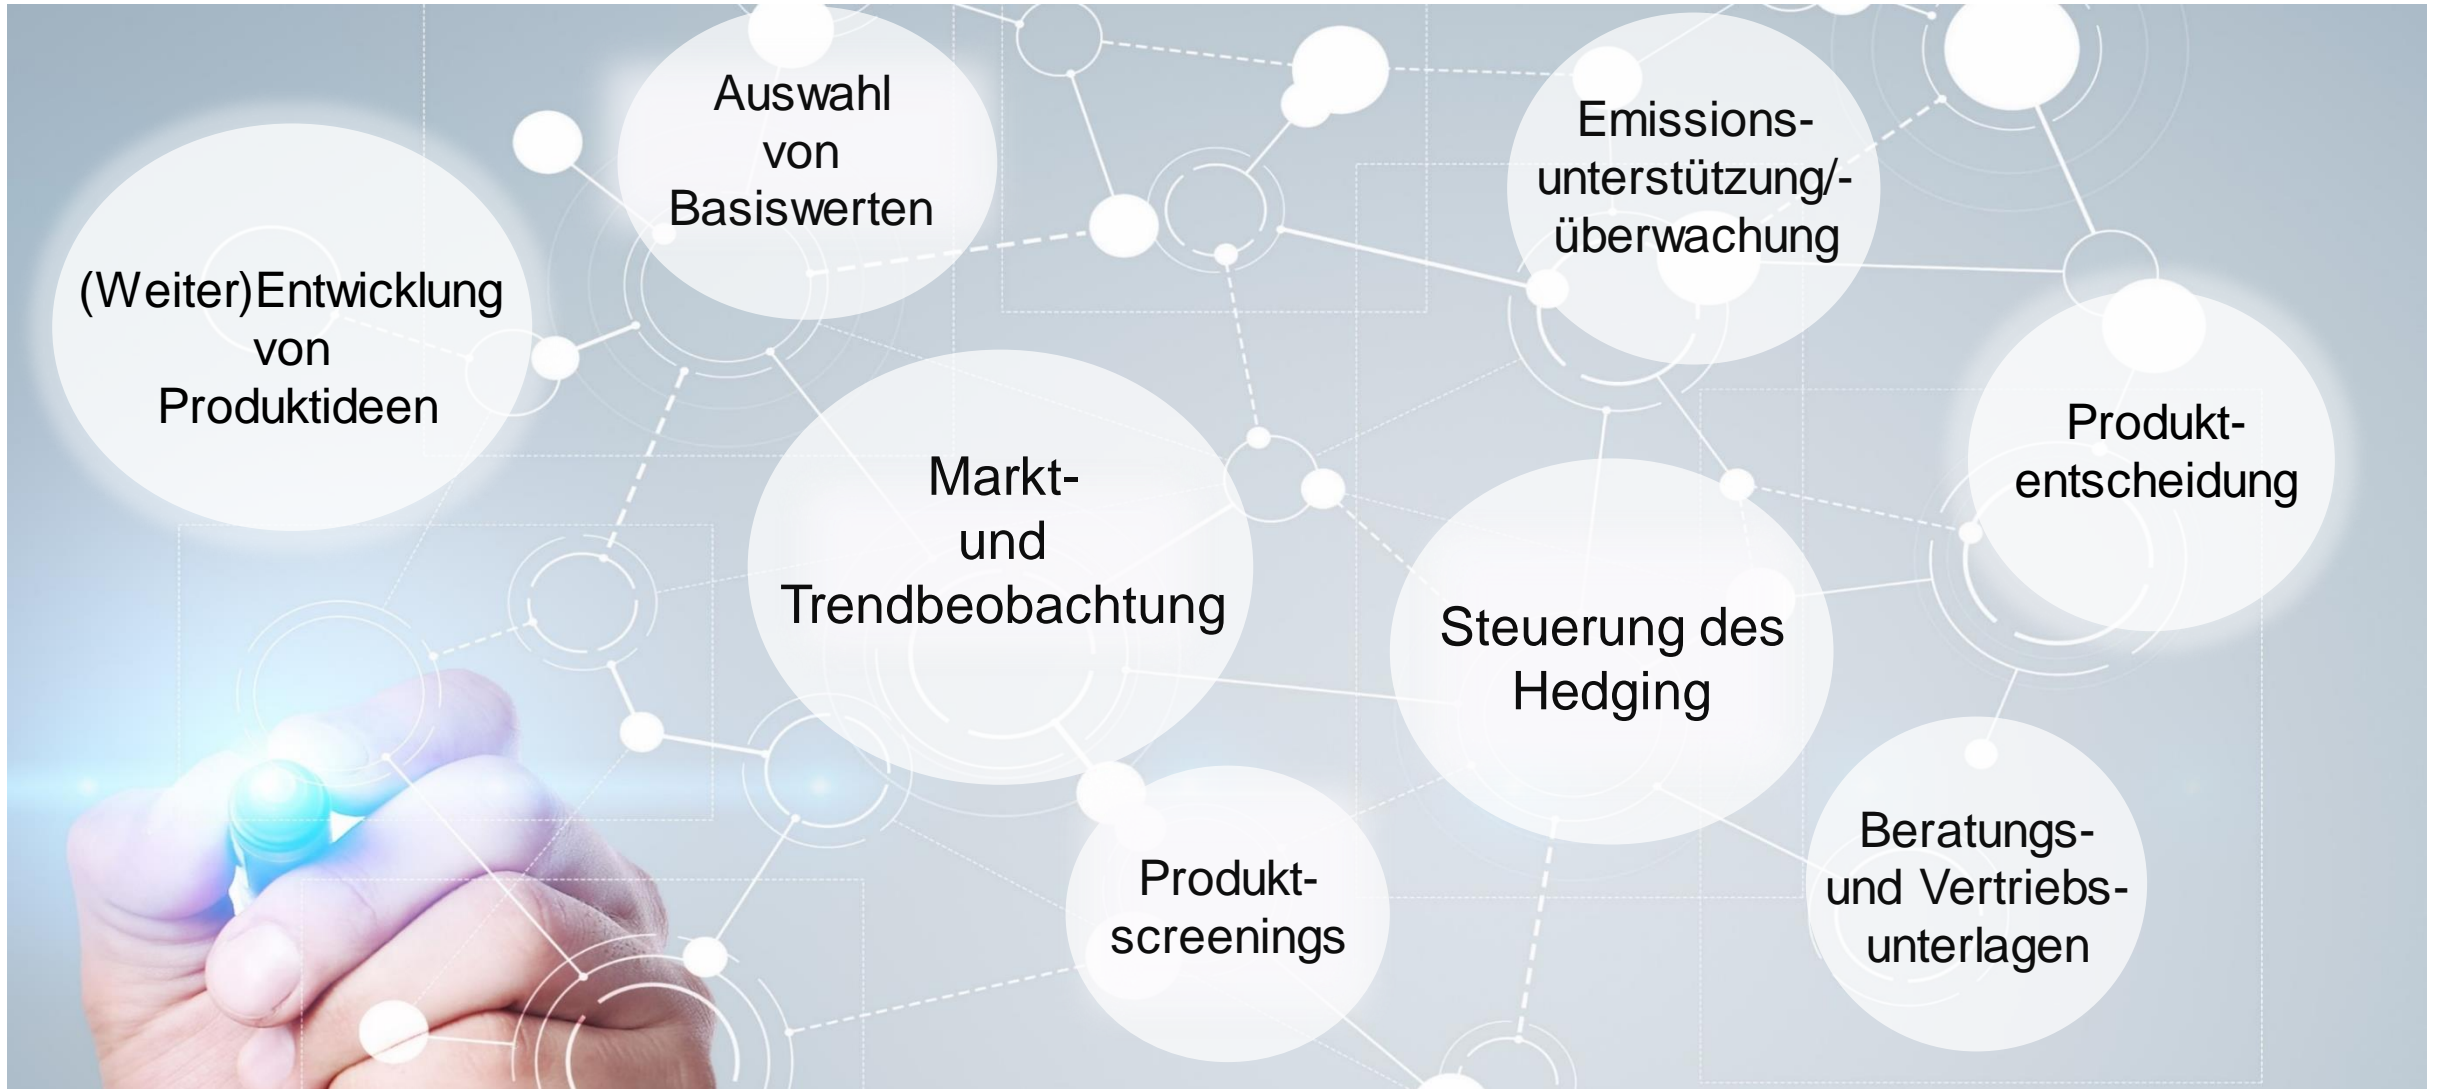 (Weiter)Entwicklung
von
Produktideen
Auswahl
von
Basiswerten
Markt-
und
Trendbeobachtung
Produkt-
screenings
Emissions-
unterstützung/-
überwachung
Steuerung des
Hedging
Produkt-
entscheidung
Beratungs-
und Vertriebs-
unterlagen